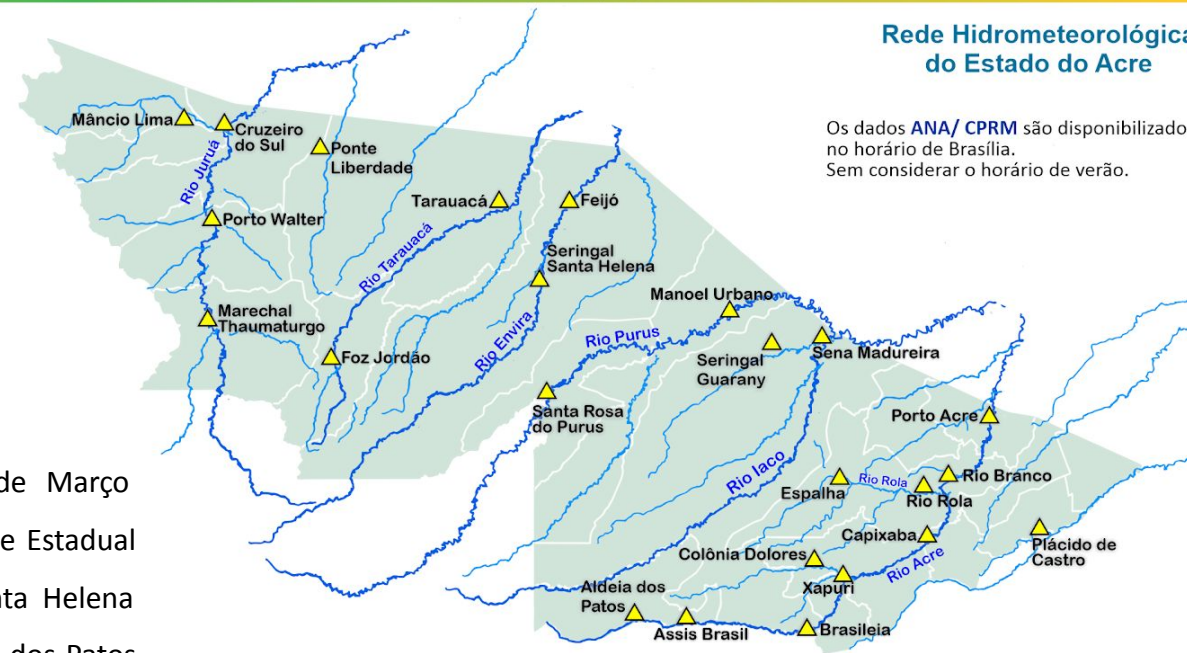 Rede Hidrometeorológica
do Estado do Acre
Os dados ANA/ CPRM são disponibilizado
no horário de Brasília.
Sem considerar o horário de verão.
Mâncio Lima
Cruzeiro
do Sul
Ponte
Liberdade
Rio Juruá
Porto Walter
Tarauacá
Feijó
Rio Tarauacá
Seringal
Santa Helena
Marechal
Thaumaturgo
Foz Jordão
Rio Envira
Manoel Urbano
Rio Purus
Seringal
Guarany
Sena Madureira
Santa Rosa
do Purus
Porto Acre
Rio Iaco
Espalha
Rio Rola
Rio Rola
Rio Branco
Capixaba
Plácido de
Castro
Colônia Dolores
Rio Acre
Xapuri
Aldeia dos
Patos
Assis Brasil
Brasileia
de Março
e Estadual
ta Helena
dos Patos